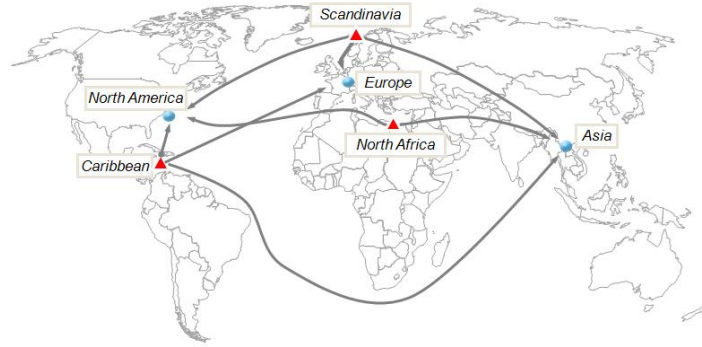 Scandinavia
Europe
North America
Asia
North Africa
Caribbean